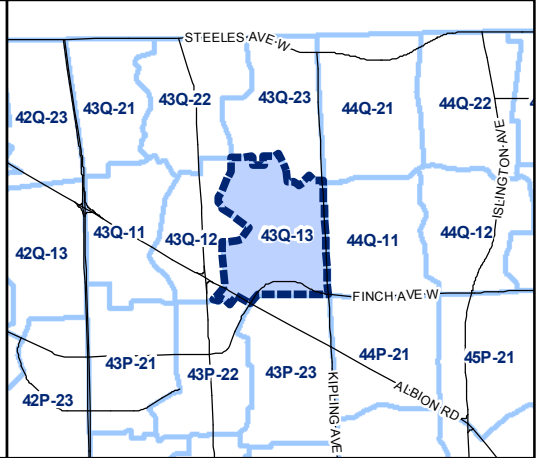 STEELES AVE W
42Q-23
43Q-21
43Q-22
43Q-23
44Q-21
44Q-22
ISLINGTON AVE
42Q-13
43Q-11
43Q-12
43Q-13
44Q-11
44Q-12
FINCH AVE W
42P-23
43P-21
43P-22
43P-23
44P-21
45P-21
KIPLING AVE
ALBION RD